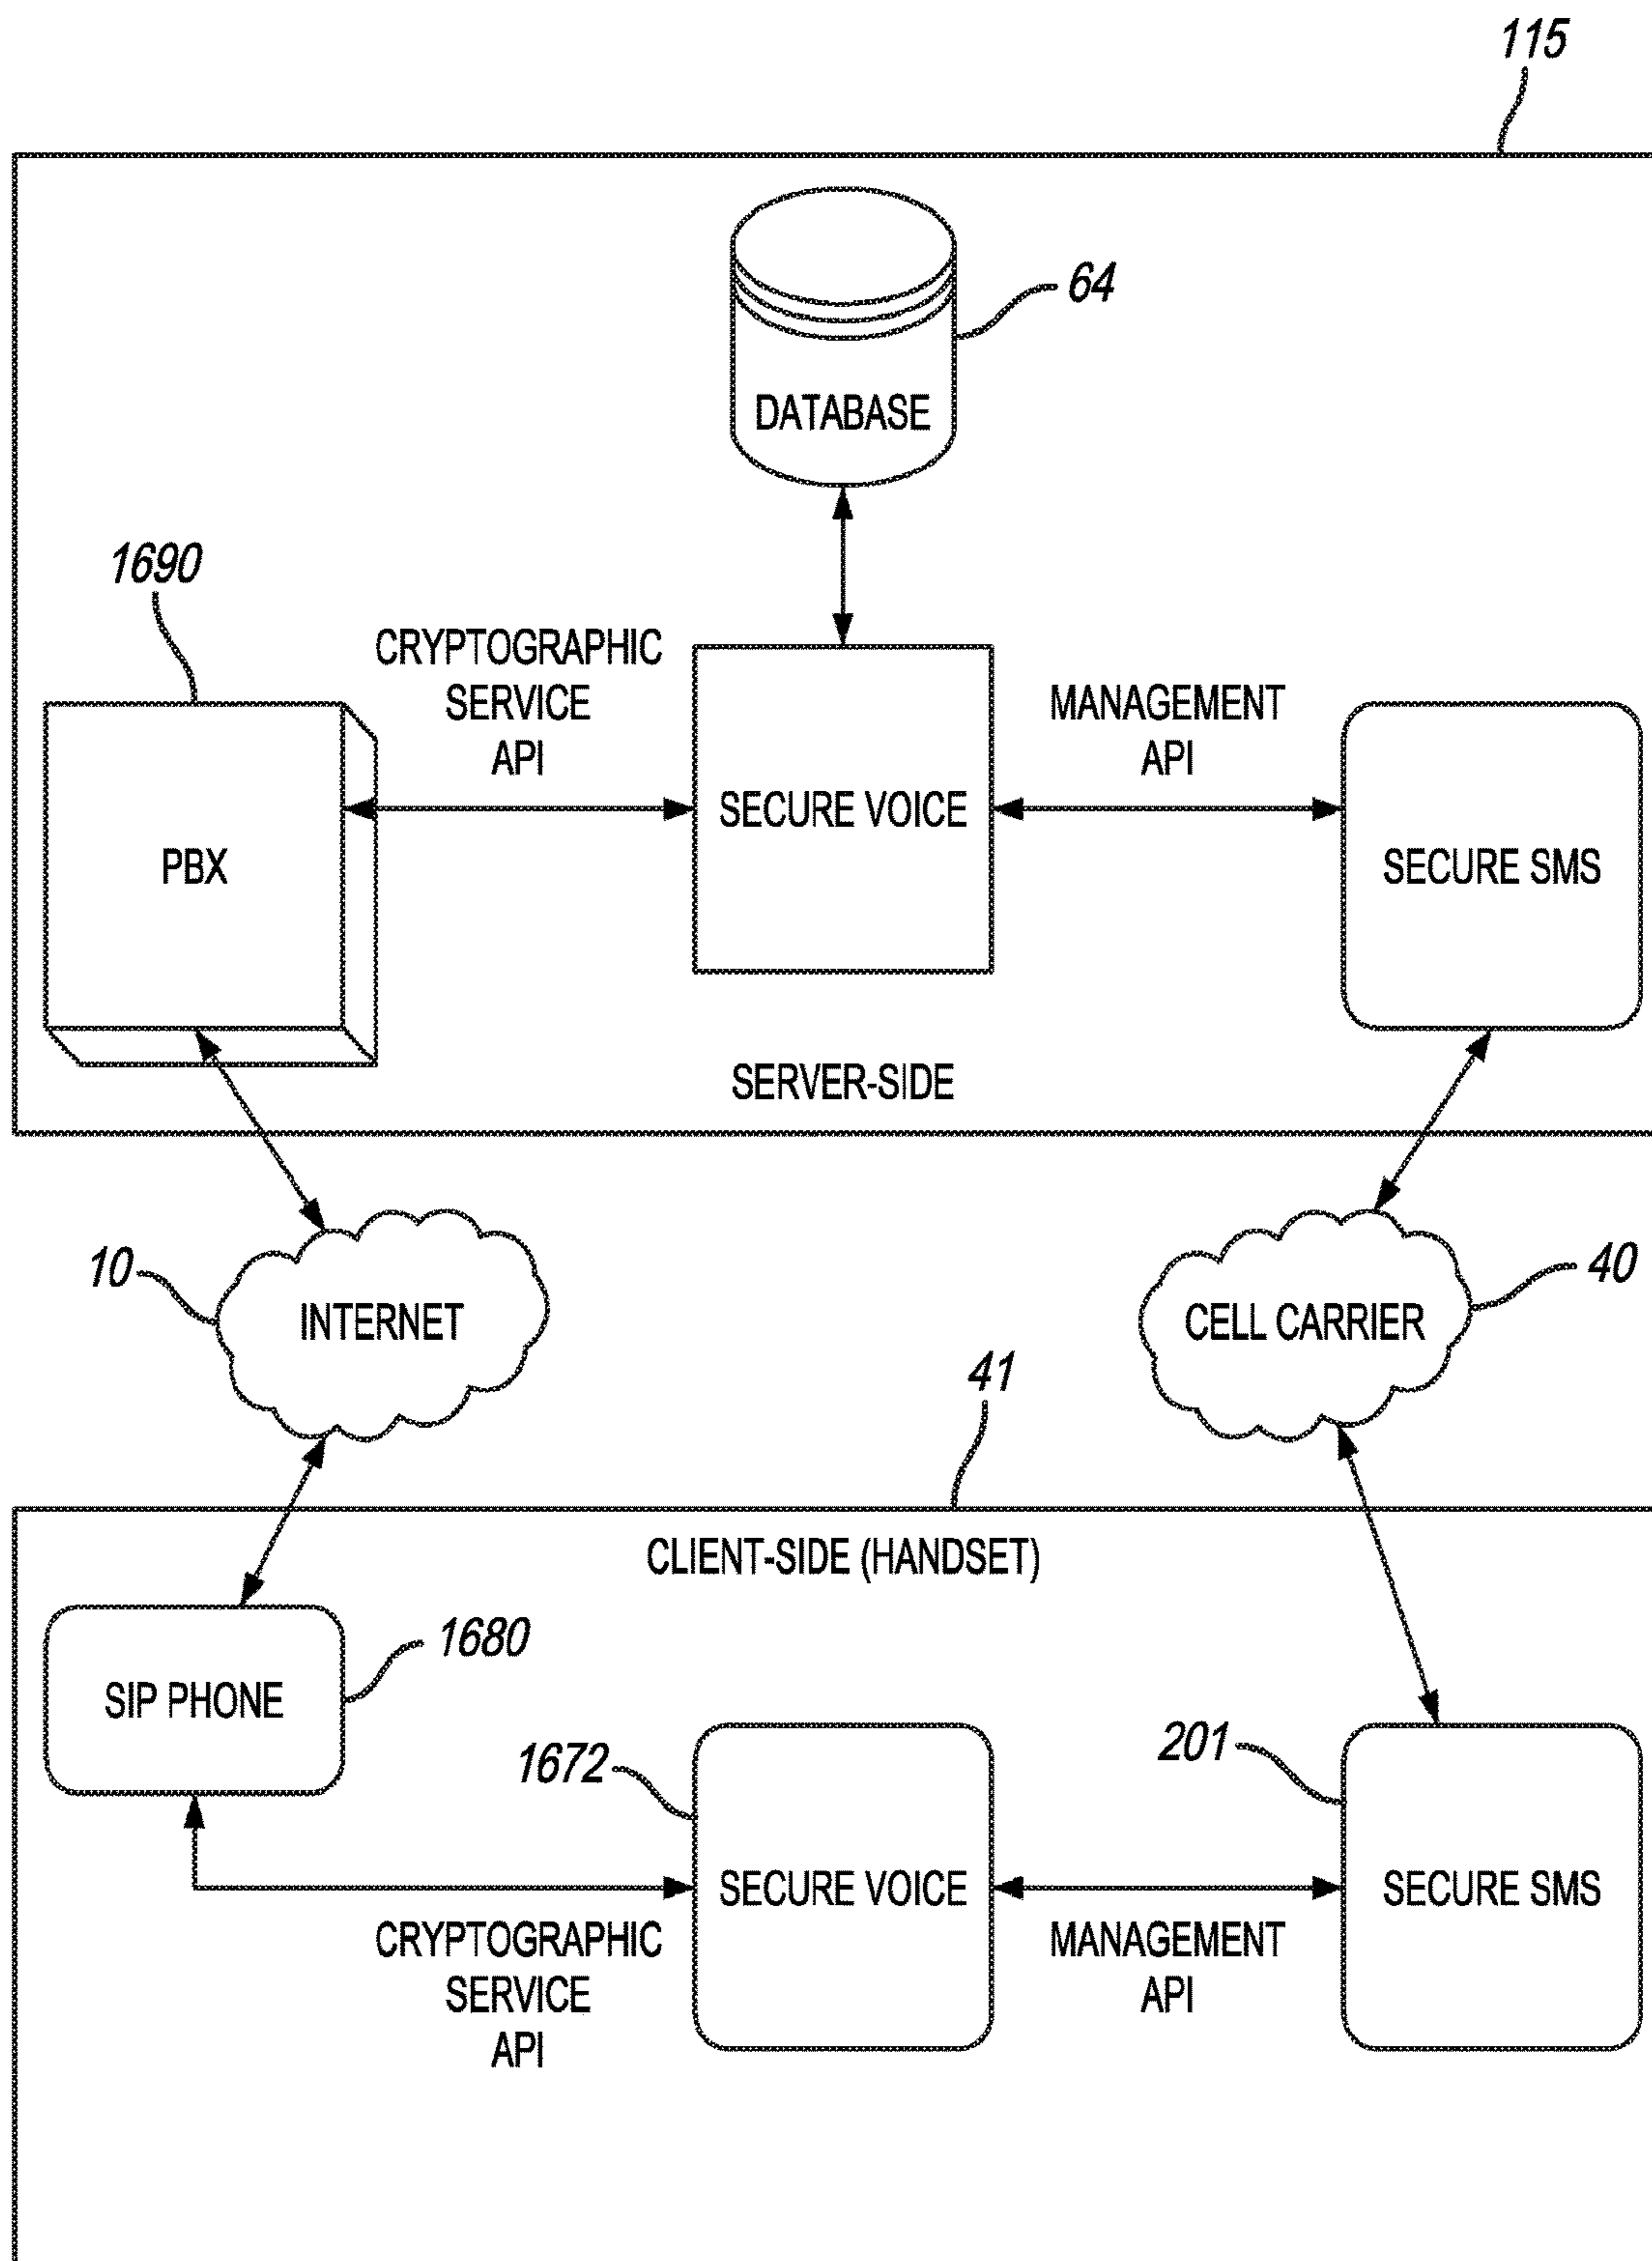 115
64
DATABASE
1690
CRYPTOGRAPHIC
SERVICE
API
MANAGEMENT
API
PBX
SECURE VOICE
SECURE SMS
SERVER-SIDE
10
INTERNET
CELL CARRIER
40
41
CLIENT-SIDE (HANDSET)
SIP PHONE
1680
1672
201
SECURE VOICE
SECURE SMS
CRYPTOGRAPHIC
SERVICE
API
MANAGEMENT
API